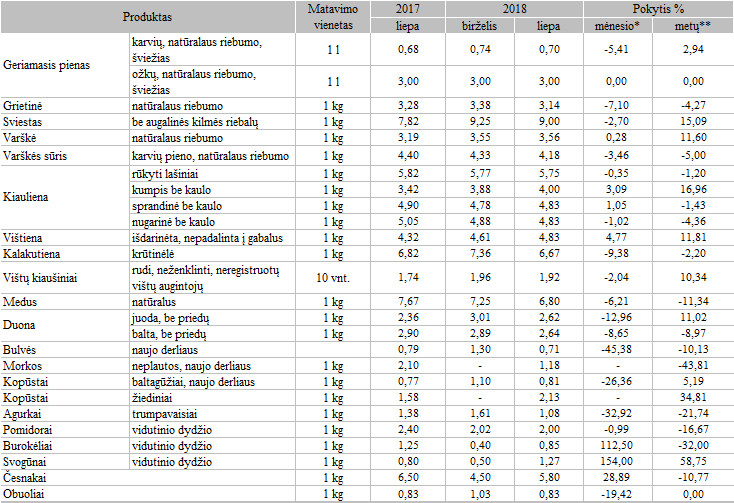 Produktas Matavimo vienetas 2017 2018 Pokytis %
liepa birželis liepa mėnesio* metų**
Geriamasis pienas karvių, natūralaus riebumo, šviežias 1 l 0,68 0,74 0,70 -5,41 2,94
ožkų, natūralaus riebumo, šviežias 1 l 3,00 3,00 3,00 0,00 0,00
Grietinė natūralaus riebumo 1 kg 3,28 3,38 3,14 -7,10 -4,27
Sviestas be augalinės kilmės riebalų 1 kg 7,82 9,25 9,00 -2,70 15,09
Varškė natūralaus riebumo 1 kg 3,19 3,55 3,56 0,28 11,60
Varškės sūris karvių pieno, natūralaus riebumo 1 kg 4,40 4,33 4,18 -3,46 -5,00
Kiauliena rūkyti lašiniai 1 kg 5,82 5,77 5,75 -0,35 -1,20
kumpis be kaulo 1 kg 3,42 3,88 4,00 3,09 16,96
sprandinė be kaulo 1 kg 4,90 4,78 4,83 1,05 -1,43
nugarinė be kaulo 1 kg 5,05 4,88 4,83 -1,02 -4,36
Vištiena išdarinėta, nepadalinta į gabalus 1 kg 4,32 4,61 4,83 4,77 11,81
Kalakutiena krūtinėlė 1 kg 6,82 7,36 6,67 -9,38 -2,20
Vištų kiaušiniai rudi, neženklinti, neregistruotų vištų augintojų 10 vnt. 1,74 1,96 1,92 -2,04 10,34
Medus natūralus 1 kg 7,67 7,25 6,80 -6,21 -11,34
Duona juoda, be priedų 1 kg 2,36 3,01 2,62 -12,96 11,02
balta, be priedų 1 kg 2,90 2,89 2,64 -8,65 -8,97
Bulvės naujo derliaus 0,79 1,30 0,71 -45,38 -10,13
Morkos neplautos, naujo derliaus 1 kg 2,10 - 1,18 - -43,81
Kopūstai baltagūžiai, naujo derliaus 1 kg 0,77 1,10 0,81 -26,36 5,19
Kopūstai žiediniai 1 kg 1,58 - 2,13 - 34,81
Agurkai trumpavaisiai 1 kg 1,38 1,61 1,08 -32,92 -21,74
Pomidorai vidutinio dydžio 1 kg 2,40 2,02 2,00 -0,99 -16,67
Burokėliai vidutinio dydžio 1 kg 1,25 0,40 0,85 112,50 -32,00
Svogūnai vidutinio dydžio 1 kg 0,80 0,50 1,27 154,00 58,75
Česnakai 1 kg 6,50 4,50 5,80 28,89 -10,77
Obuoliai 1 kg 0,83 1,03 0,83 -19,42 0,00